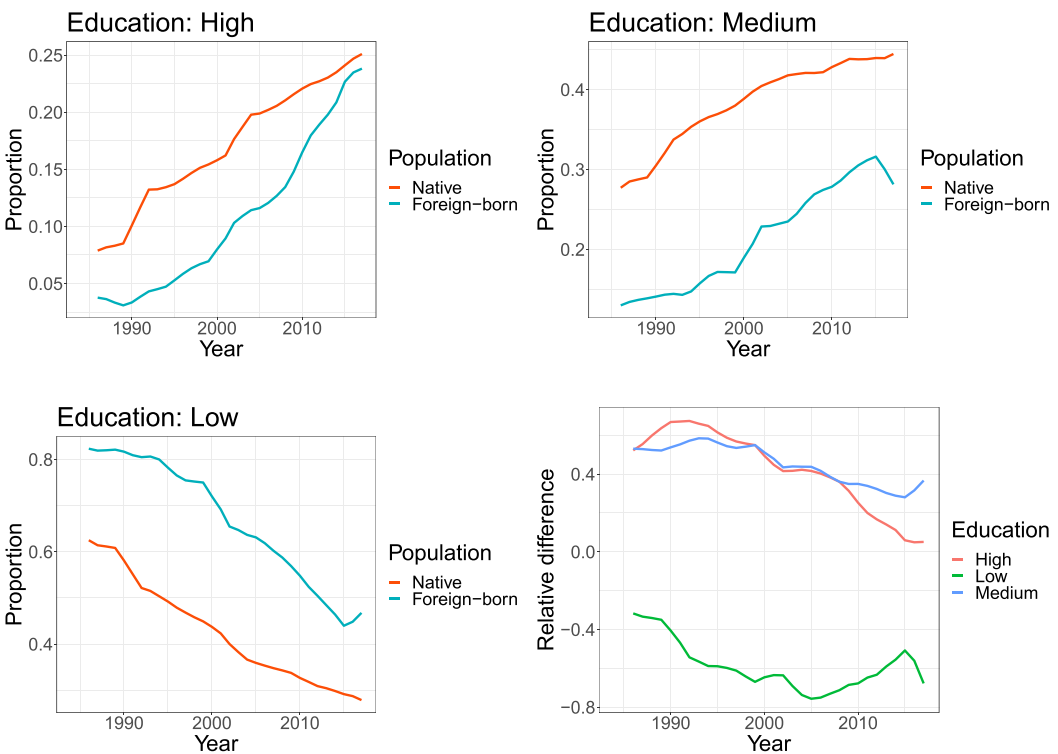 Education: High
0.25
0.20
0.15
0.10
0.05
Proportion
1990
2000
2010
Year
Population
Native
Foreign−born
Education: Medium
0.4
0.3
0.2
Proportion
1990
2000
2010
Year
Population
Native
Foreign−born
Education: Low
0.8
0.6
0.4
Proportion
1990
2000
2010
Year
Population
Native
Foreign−born
0.4
0.0
−0.4
−0.8
Relative difference
1990
2000
2010
Year
Education
High
Low
Medium